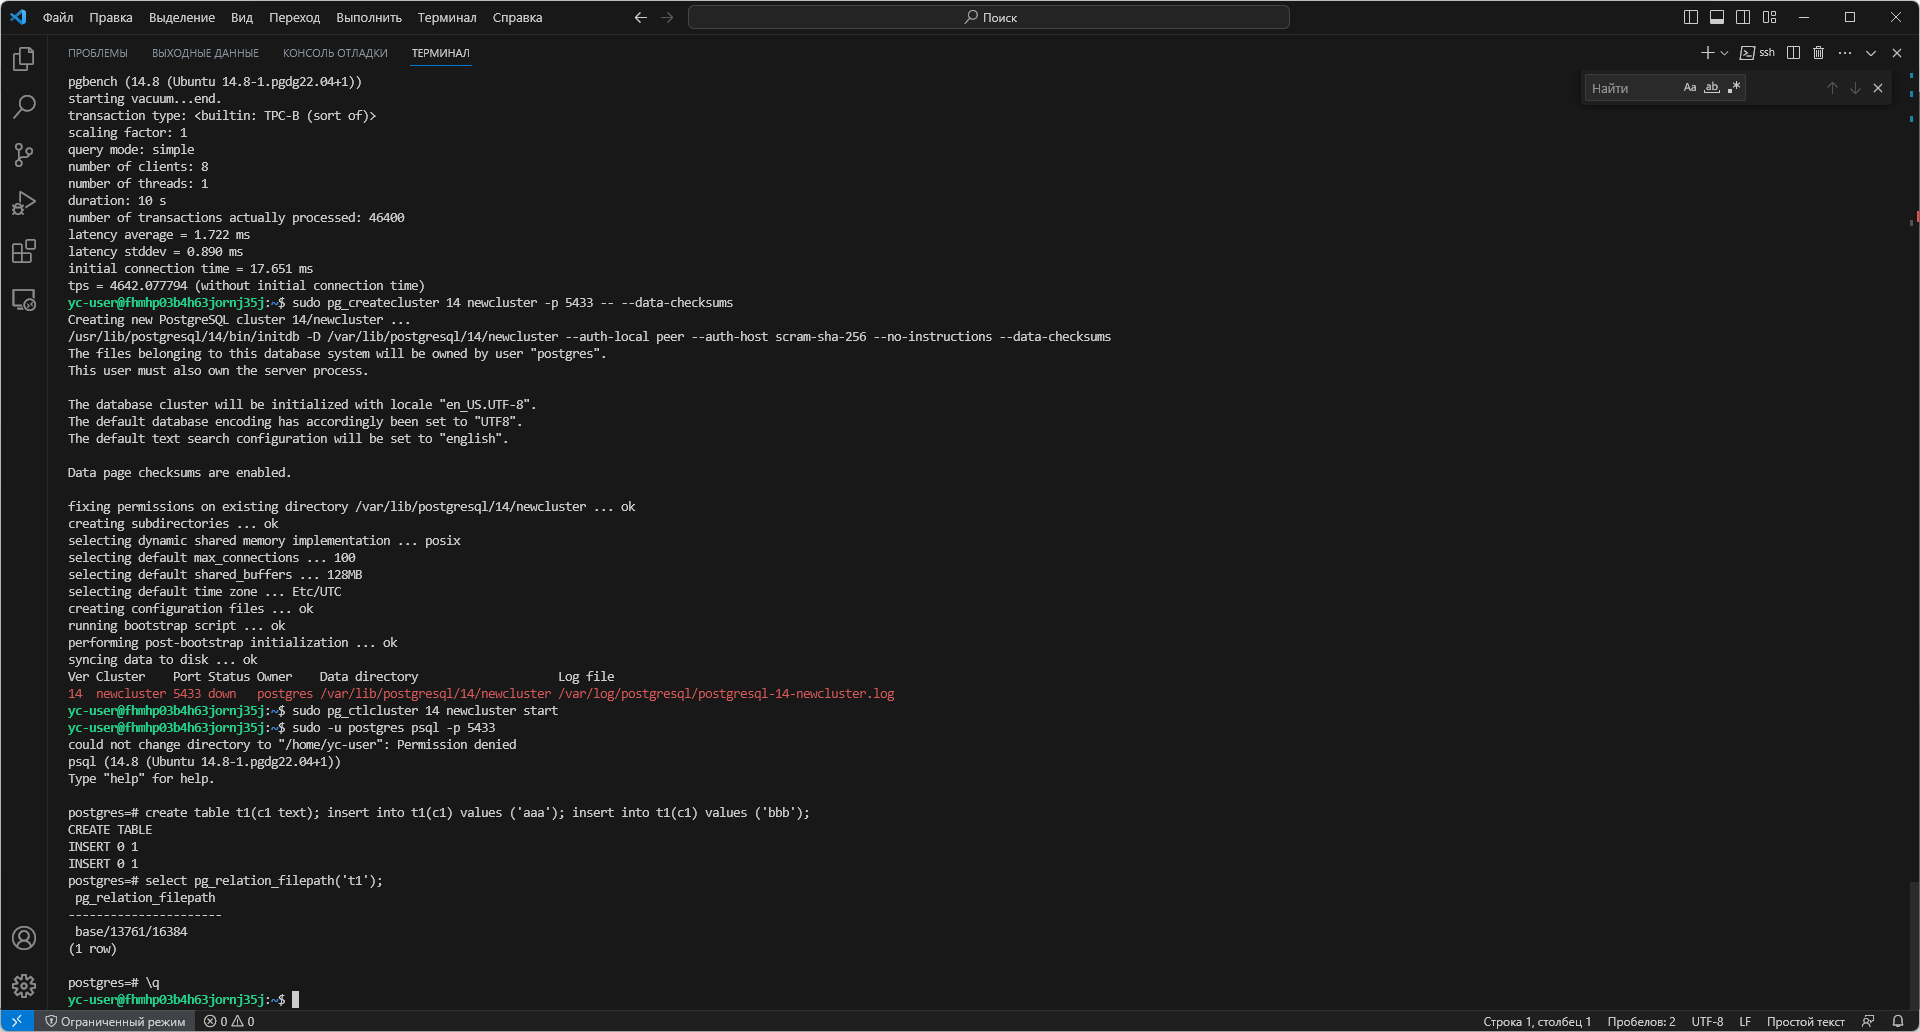 Файл Правка Выделение Вид Переход Выполнить Терминал Справка
Поиск
ПРОБЛЕМЫ ВЫХОДНЫЕ ДАННЫЕ КОНСОЛЬ ОТЛАДКИ ТЕРМИНАЛ
ssh
Найти
Aa ab .*
pgbench (14.8 (Ubuntu 14.8-1.pgdg22.04+1))
starting vacuum...end.
transaction type: <builtin: TPC-B (sort of)>
scaling factor: 1
query mode: simple
number of clients: 8
number of threads: 1
duration: 10 s
number of transactions actually processed: 46400
latency average = 1.722 ms
latency stddev = 0.890 ms
initial connection time = 17.651 ms
tps = 4642.077794 (without initial connection time)
yc-user@fhmhp03b4h63jornj35j:~$ sudo pg_createcluster 14 newcluster -p 5433 -- --data-checksums
Creating new PostgreSQL cluster 14/newcluster ...
/usr/lib/postgresql/14/bin/initdb -D /var/lib/postgresql/14/newcluster --auth-local peer --auth-host scram-sha-256 --no-instructions --data-checksums
The files belonging to this database system will be owned by user "postgres".
This user must also own the server process.
The database cluster will be initialized with locale "en_US.UTF-8".
The default database encoding has accordingly been set to "UTF8".
The default text search configuration will be set to "english".
Data page checksums are enabled.
fixing permissions on existing directory /var/lib/postgresql/14/newcluster ... ok
creating subdirectories ... ok
selecting dynamic shared memory implementation ... posix
selecting default max_connections ... 100
selecting default shared_buffers ... 128MB
selecting default time zone ... Etc/UTC
creating configuration files ... ok
running bootstrap script ... ok
performing post-bootstrap initialization ... ok
syncing data to disk ... ok
Ver Cluster    Port Status Owner    Data directory                    Log file
14  newcluster 5433 down   postgres /var/lib/postgresql/14/newcluster /var/log/postgresql/postgresql-14-newcluster.log
yc-user@fhmhp03b4h63jornj35j:~$ sudo pg_ctlcluster 14 newcluster start
yc-user@fhmhp03b4h63jornj35j:~$ sudo -u postgres psql -p 5433
could not change directory to "/home/yc-user": Permission denied
psql (14.8 (Ubuntu 14.8-1.pgdg22.04+1))
Type "help" for help.
postgres=# create table t1(c1 text); insert into t1(c1) values ('aaa'); insert into t1(c1) values ('bbb');
CREATE TABLE
INSERT 0 1
INSERT 0 1
postgres=# select pg_relation_filepath('t1');
pg_relation_filepath
----------------------
base/13761/16384
(1 row)
postgres=# \q
yc-user@fhmhp03b4h63jornj35j:~$
Ограниченный режим 0 0 Строка 1, столбец 1 Пробелов: 2 UTF-8 LF Простой текст